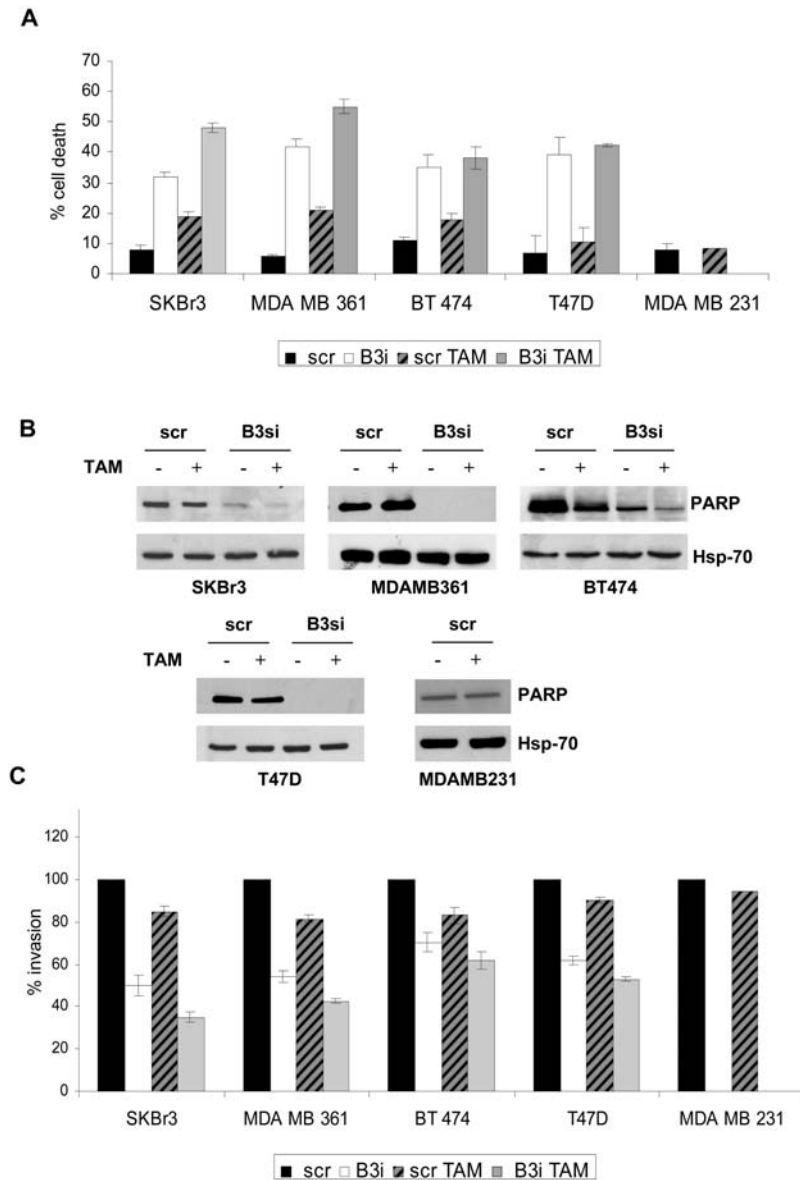 A
70
60
50
40
30
20
10
0
% cell death
SKBr3 MDA MB 361 BT 474 T47D MDA MB 231
scr B3i scr TAM B3i TAM
B
scr B3si scr B3si scr B3si
TAM - + - + - + - + - + - +
PARP
Hsp-70
SKBr3 MDAMB361 BT474
scr B3si scr
TAM - + - + - +
PARP
Hsp-70
T47D MDAMB231
C
120
100
80
60
40
20
0
% invasion
SKBr3 MDA MB 361 BT 474 T47D MDA MB 231
scr B3i scr TAM B3i TAM